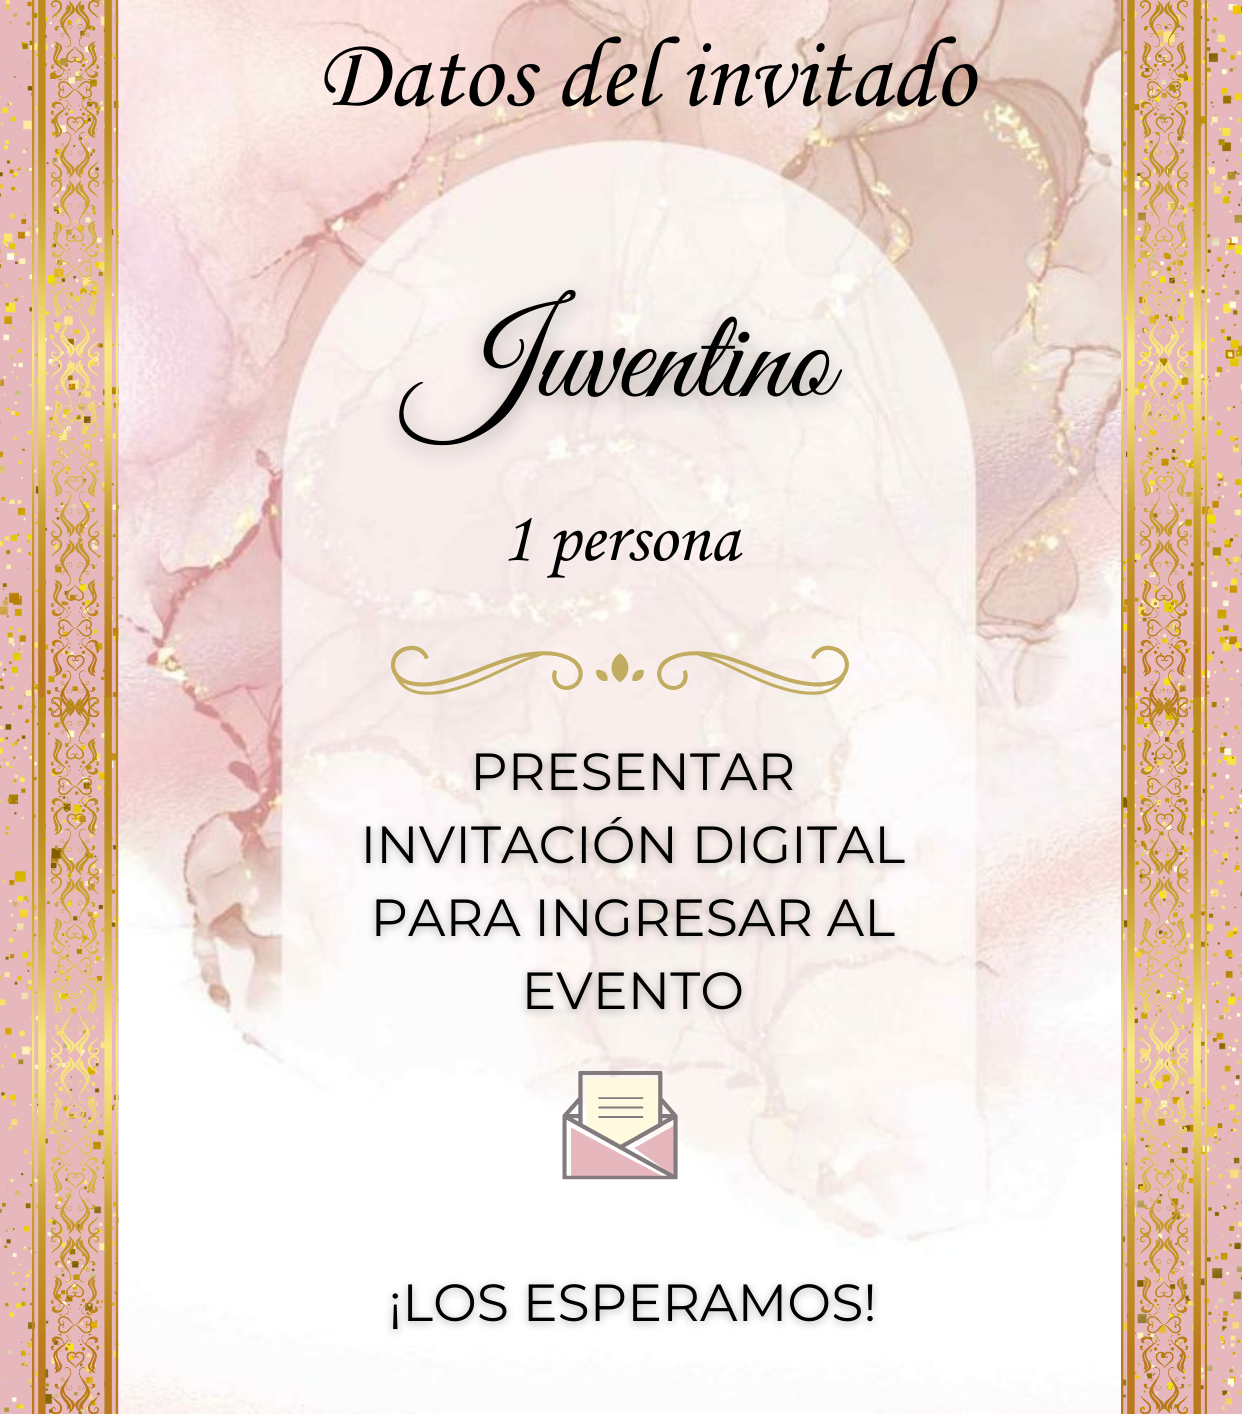 Datos del invitado
Juventino
1 persona
PRESENTAR
INVITACIÓN DIGITAL
PARA INGRESAR AL
EVENTO
¡LOS ESPERAMOS!